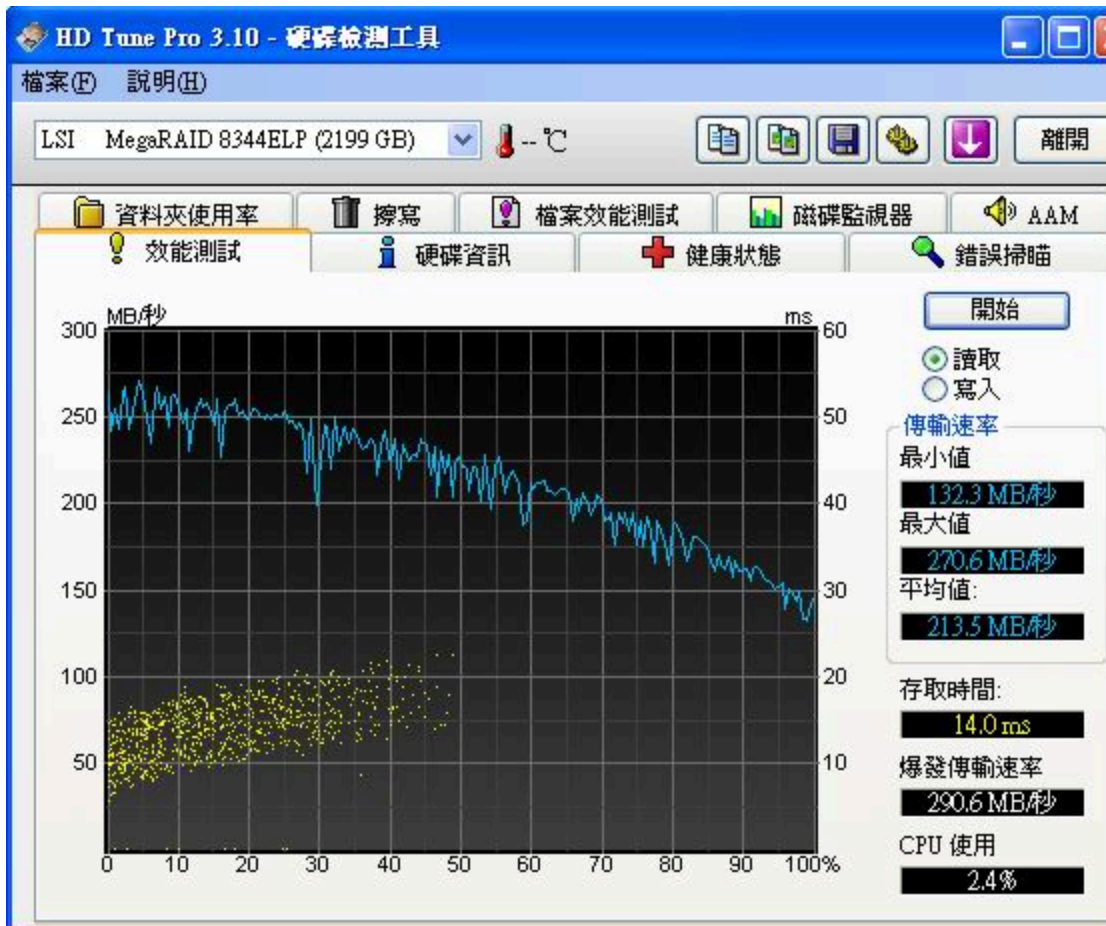 HD Tune Pro 3.10 - 硬碟檢測工具
檔案(F) 說明(H)
LSI MegaRAID 8344ELP (2199 GB) -- ℃ 離開
資料夾使用率 擦寫 檔案效能測試 磁碟監視器 AAM
效能測試 硬碟資訊 健康狀態 錯誤掃瞄
MB/秒 ms
300 60
250 50
200 40
150 30
100 20
50 10
0 10 20 30 40 50 60 70 80 90 100%
開始
讀取
寫入
傳輸速率
最小值
132.3 MB/秒
最大值
270.6 MB/秒
平均值:
213.5 MB/秒
存取時間:
14.0 ms
爆發傳輸速率
290.6 MB/秒
CPU 使用
2.4%